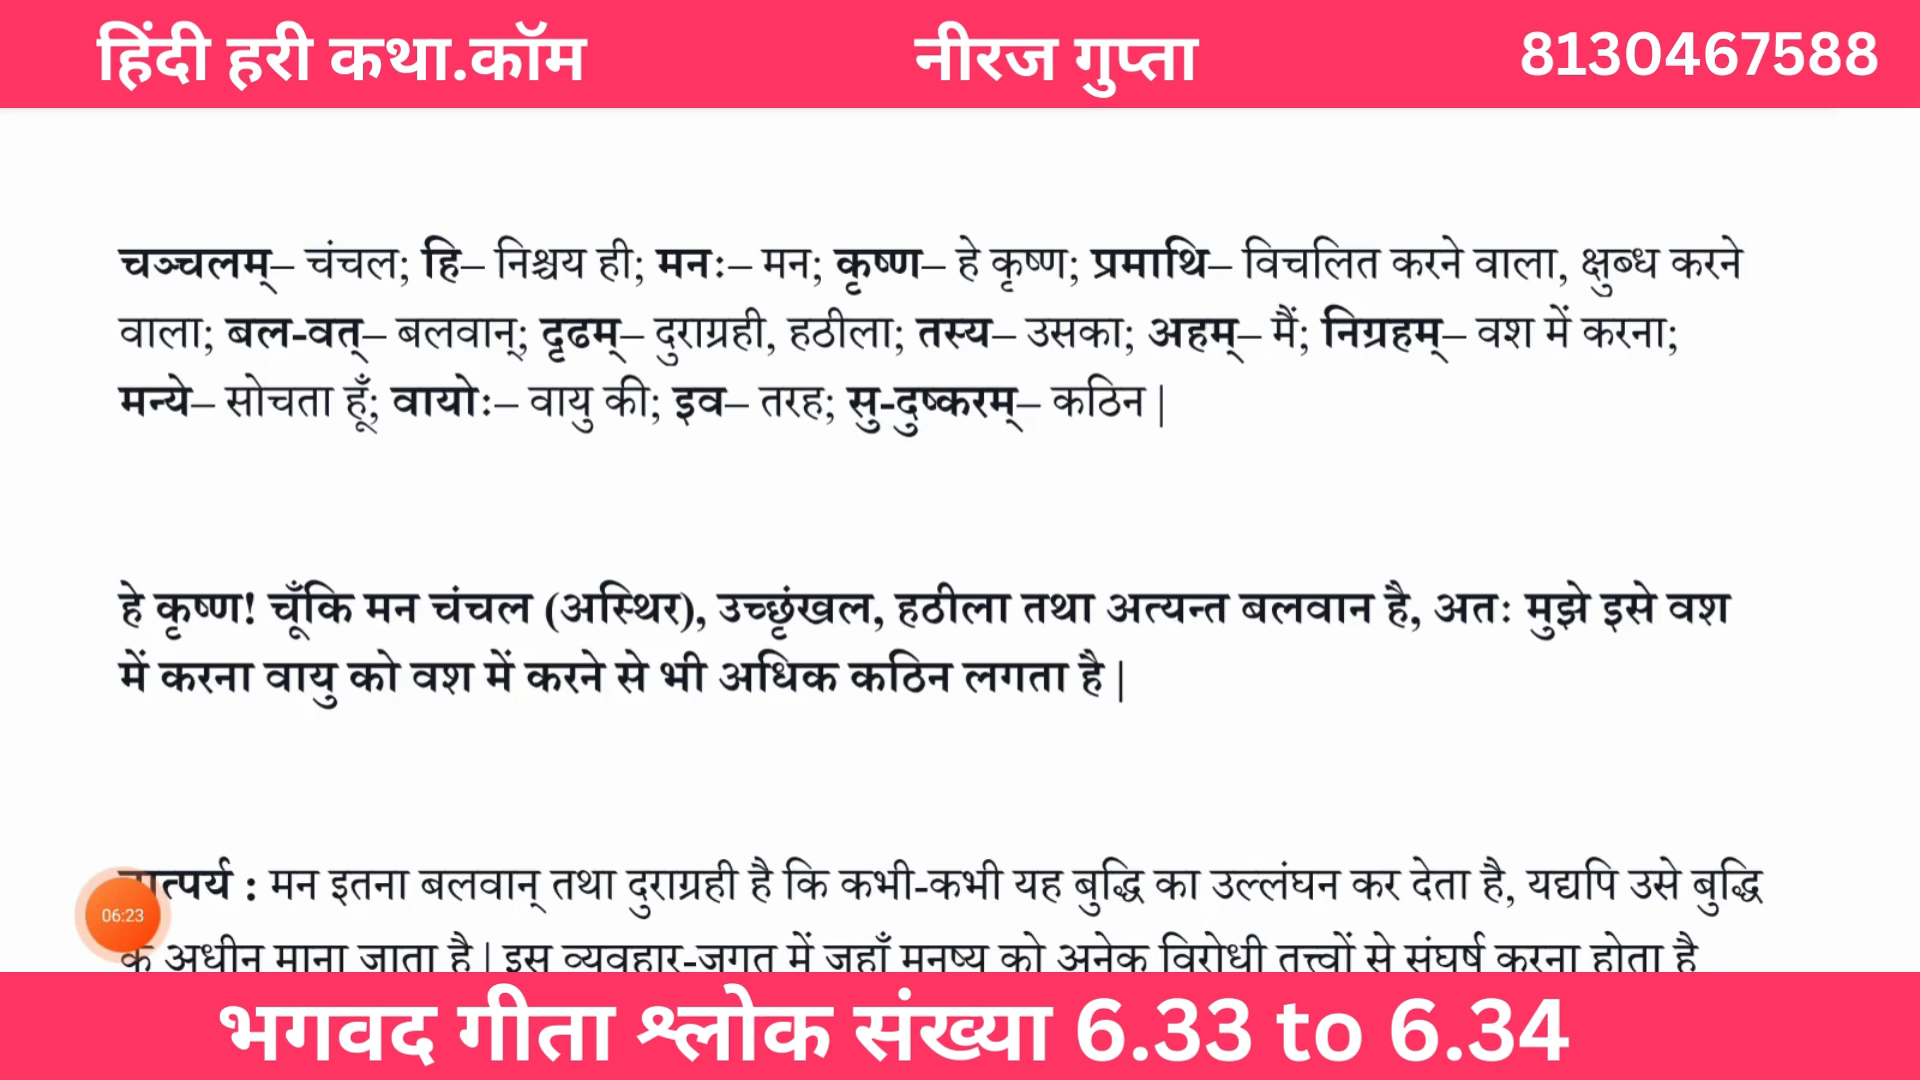 हिंदी हरी कथा.कॉम नीरज गुप्ता 8130467588
चञ्चलम्– चंचल; हि– निश्चय ही; मनः– मन; कृष्ण– हे कृष्ण; प्रमाथि– विचलित करने वाला, क्षुब्ध करने
वाला; बल-वत्– बलवान्; दृढम्– दुराग्रही, हठीला; तस्य– उसका; अहम्– मैं; निग्रहम्– वश में करना;
मन्ये– सोचता हूँ; वायोः– वायु की; इव– तरह; सु-दुष्करम्– कठिन |
हे कृष्ण! चूँकि मन चंचल (अस्थिर), उच्छृंखल, हठीला तथा अत्यन्त बलवान है, अतः मुझे इसे वश
में करना वायु को वश में करने से भी अधिक कठिन लगता है |
तात्पर्य : मन इतना बलवान् तथा दुराग्रही है कि कभी-कभी यह बुद्धि का उल्लंघन कर देता है, यद्यपि उसे बुद्धि
06:23
के अधीन माना जाता है | इस व्यवहार-जगत में जहाँ मनुष्य को अनेक विरोधी तत्त्वों से संघर्ष करना होता है
भगवद गीता श्लोक संख्या 6.33 to 6.34